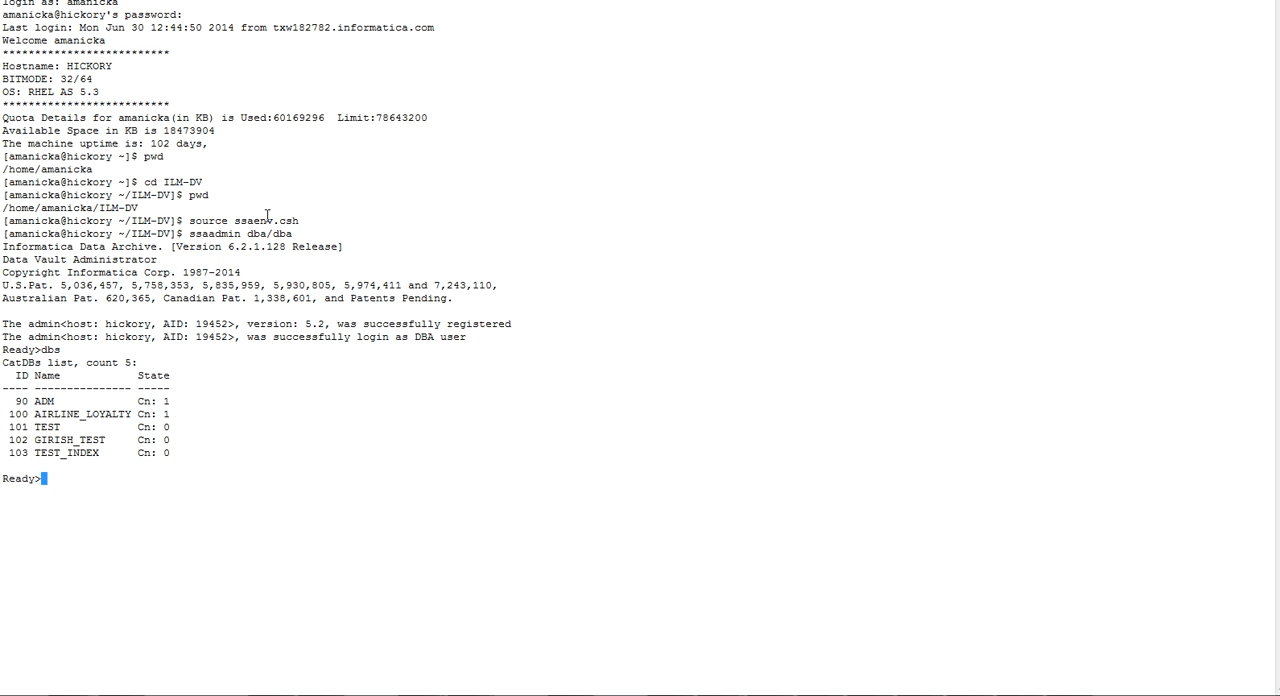 login as: amanicka
amanicka@hickory's password:
Last login: Mon Jun 30 12:44:50 2014 from txw182782.informatica.com
Welcome amanicka
**************************
Hostname: HICKORY
BITMODE: 32/64
OS: RHEL AS 5.3
**************************
Quota Details for amanicka(in KB) is Used:60169296  Limit:78643200
Available Space in KB is 18473904
The machine uptime is: 102 days,
[amanicka@hickory ~]$ pwd
/home/amanicka
[amanicka@hickory ~]$ cd ILM-DV
[amanicka@hickory ~/ILM-DV]$ pwd
/home/amanicka/ILM-DV
[amanicka@hickory ~/ILM-DV]$ source ssaenv.csh
[amanicka@hickory ~/ILM-DV]$ ssaadmin dba/dba
Informatica Data Archive. [Version 6.2.1.128 Release]
Data Vault Administrator
Copyright Informatica Corp. 1987-2014
U.S.Pat. 5,036,457, 5,758,353, 5,835,959, 5,930,805, 5,974,411 and 7,243,110,
Australian Pat. 620,365, Canadian Pat. 1,338,601, and Patents Pending.
The admin<host: hickory, AID: 19452>, version: 5.2, was successfully registered
The admin<host: hickory, AID: 19452>, was successfully login as DBA user
Ready>dbs
CatDBs list, count 5:
  ID Name            State
---- --------------- -----
  90 ADM             Cn: 1
 100 AIRLINE_LOYALTY Cn: 1
 101 TEST            Cn: 0
 102 GIRISH_TEST     Cn: 0
 103 TEST_INDEX      Cn: 0
Ready>